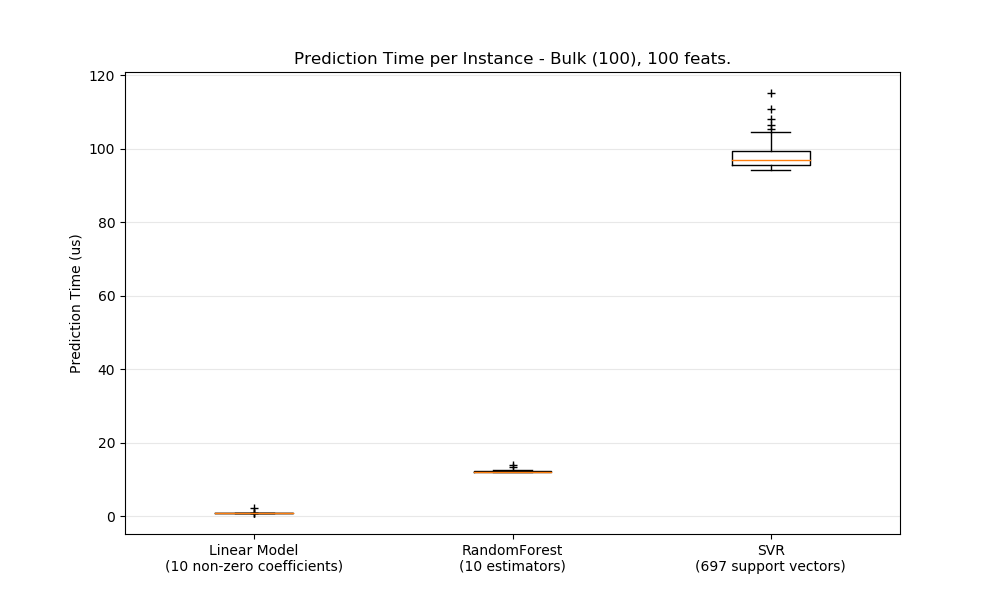 Prediction Time per Instance - Bulk (100), 100 feats.
120
100
80
60
40
20
0
Prediction Time (us)
Linear Model
(10 non-zero coefficients)
RandomForest
(10 estimators)
SVR
(697 support vectors)